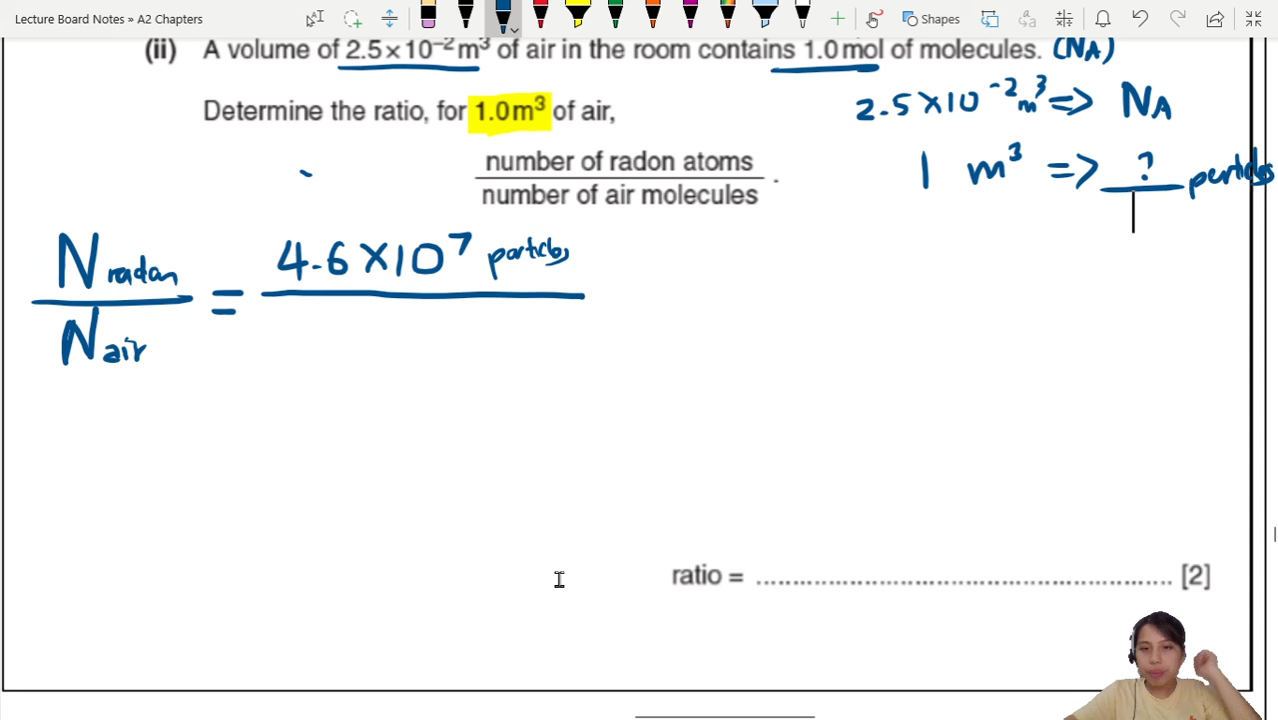 Lecture Board Notes » A2 Chapters
Shapes
(ii) A volume of 2.5×10⁻² m³ of air in the room contains 1.0 mol of molecules. (NA)
2.5×10⁻² m³ => NA
Determine the ratio, for 1.0 m³ of air,
1 m³ => ? particles
number of radon atoms
number of air molecules .
N radon = 4.6×10⁷ particles
N air
ratio = ................................................................ [2]